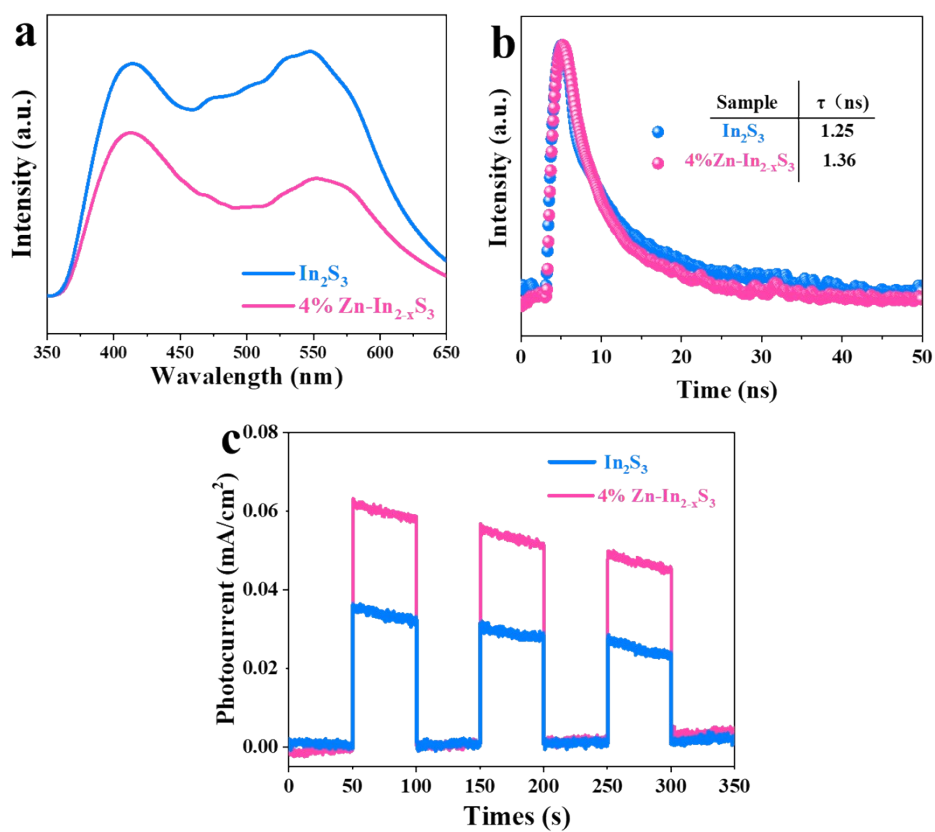 a
Intensity (a.u.)
In₂S₃
4% Zn-In₂₋ₓS₃
350 400 450 500 550 600 650
Wavalength (nm)
b
Intensity (a.u.)
Sample τ (ns)
In₂S₃ 1.25
4%Zn-In₂₋ₓS₃ 1.36
0 10 20 30 40 50
Time (ns)
c
Photocurrent (mA/cm²)
0.08
0.06
0.04
0.02
0.00
In₂S₃
4% Zn-In₂₋ₓS₃
0 50 100 150 200 250 300 350
Times (s)